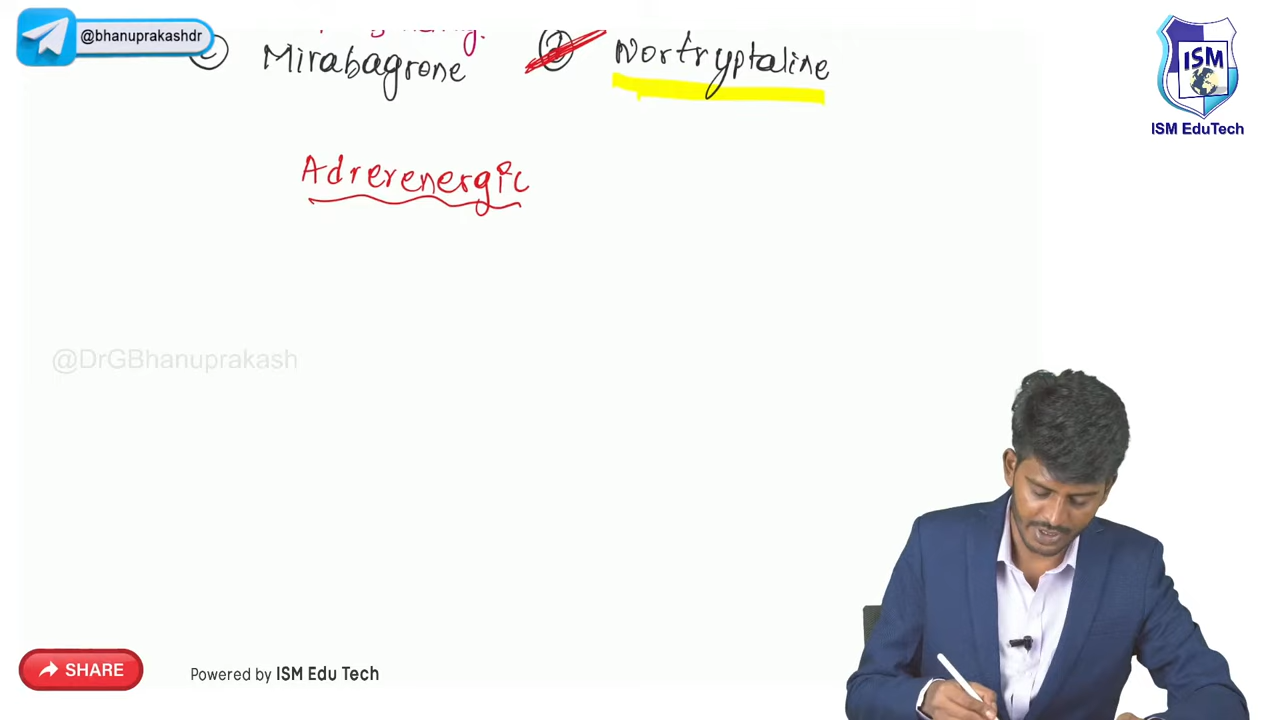 @bhanuprakashdr
c Mirabagrone
d Nortryptaline
ISM
ISM EduTech
Adrerenergic
@DrGBhanuprakash
SHARE
Powered by ISM Edu Tech